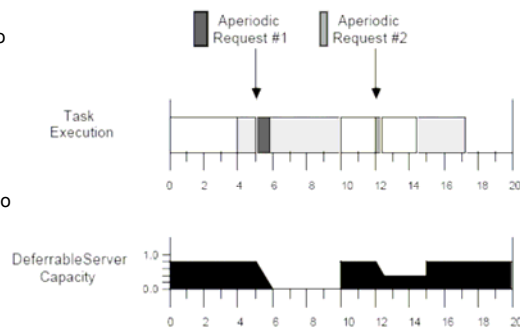 Aperiodic Request #1
Aperiodic Request #2
o
Task Execution
0 2 4 6 8 10 12 14 16 18 20
o
DeferrableServer Capacity
1.0
0.0
0 2 4 6 8 10 12 14 16 18 20